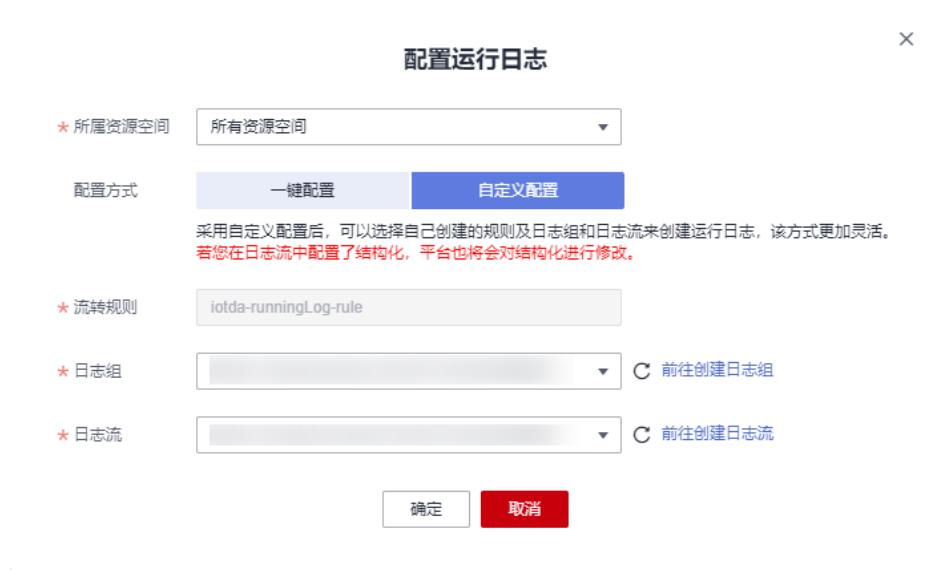 配置运行日志
* 所属资源空间 所有资源空间
配置方式 一键配置 自定义配置
采用自定义配置后，可以选择自己创建的规则及日志组和日志流来创建运行日志，该方式更加灵活。
若您在日志流中配置了结构化，平台也将会对结构化进行修改。
* 流转规则 iotda-runningLog-rule
* 日志组 前往创建日志组
* 日志流 前往创建日志流
确定 取消